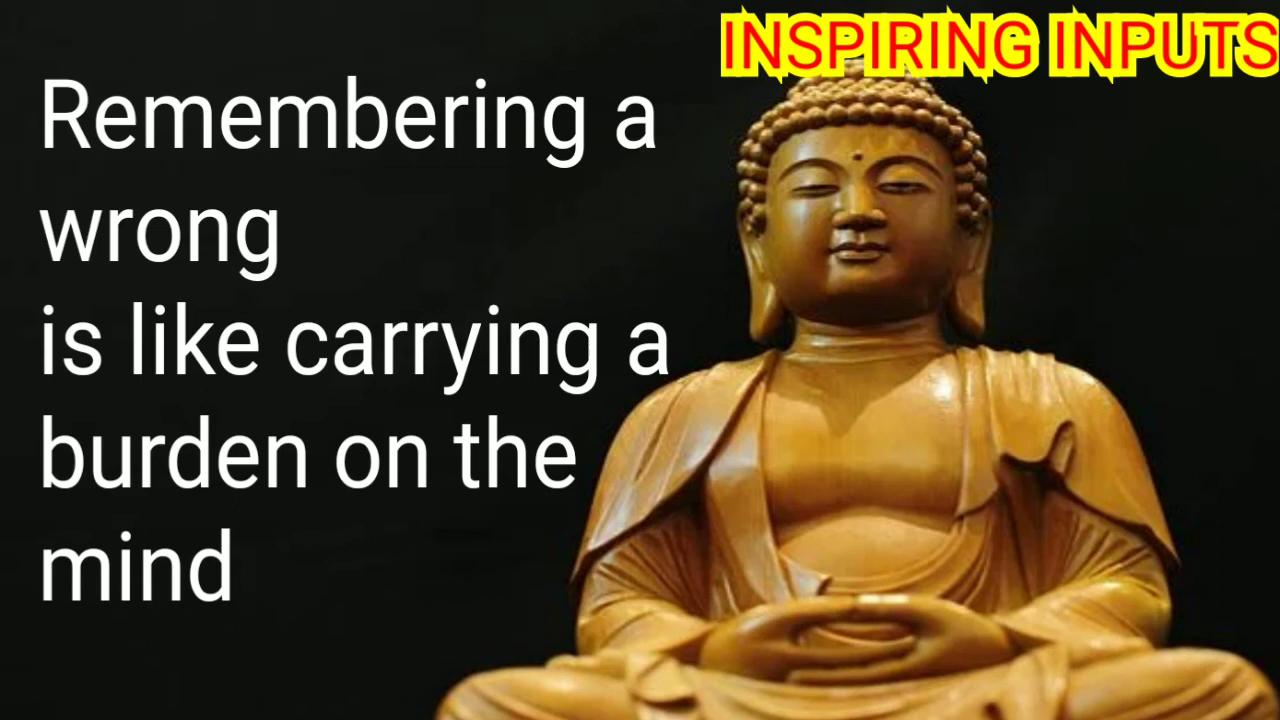 INSPIRING INPUTS
Remembering a
wrong
is like carrying a
burden on the
mind